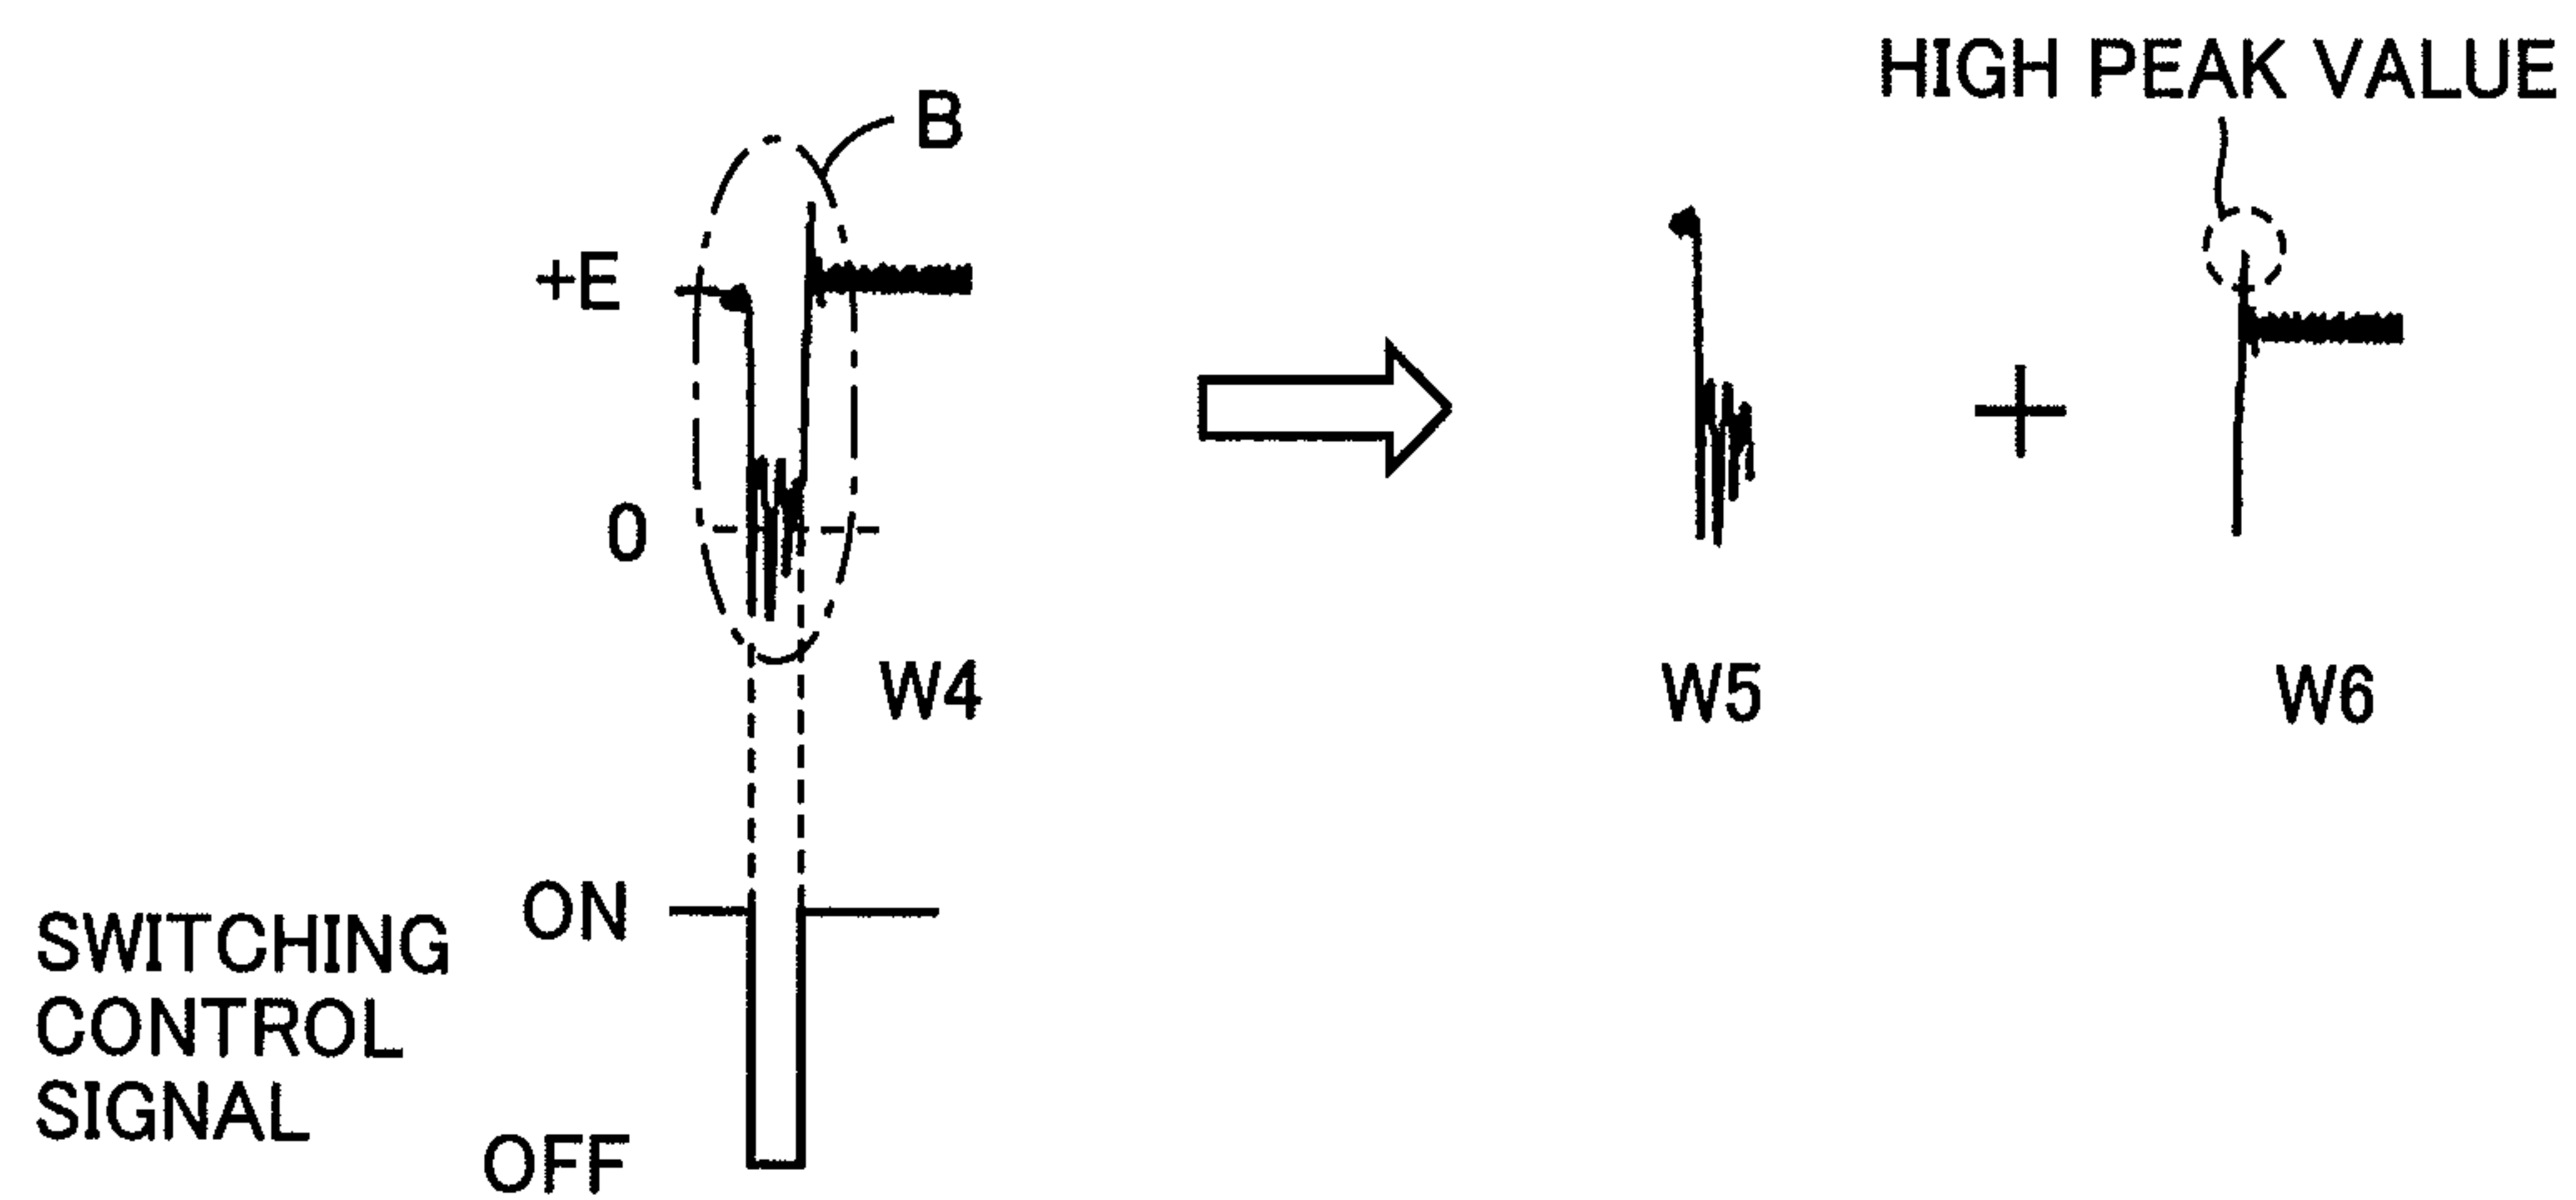 HIGH PEAK VALUE
B
+E
0
W4
W5
+
W6
ON
SWITCHING
CONTROL
SIGNAL
OFF